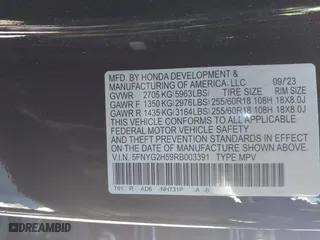 MFD. BY HONDA DEVELOPMENT &
MANUFACTURING OF AMERICA, LLC 09/23
GVWR 2705 KG(5963LBS) TIRE SIZE RIM SIZE
GAWR F 1350 KG(2976LBS) 255/60R18 108H 18X8.0J
GAWR R 1435 KG(3164LBS) 255/60R18 108H 18X8.0J
THIS VEHICLE CONFORMS TO ALL APPLICABLE
FEDERAL MOTOR VEHICLE SAFETY, BUMPER,
AND THEFT PREVENTION STANDARDS IN EFFECT
ON THE DATE OF MANUFACTURE SHOWN ABOVE.
V.I.N. 5FNYG2H59RB003391 TYPE MPV
T91 R AD6 NH731P A B